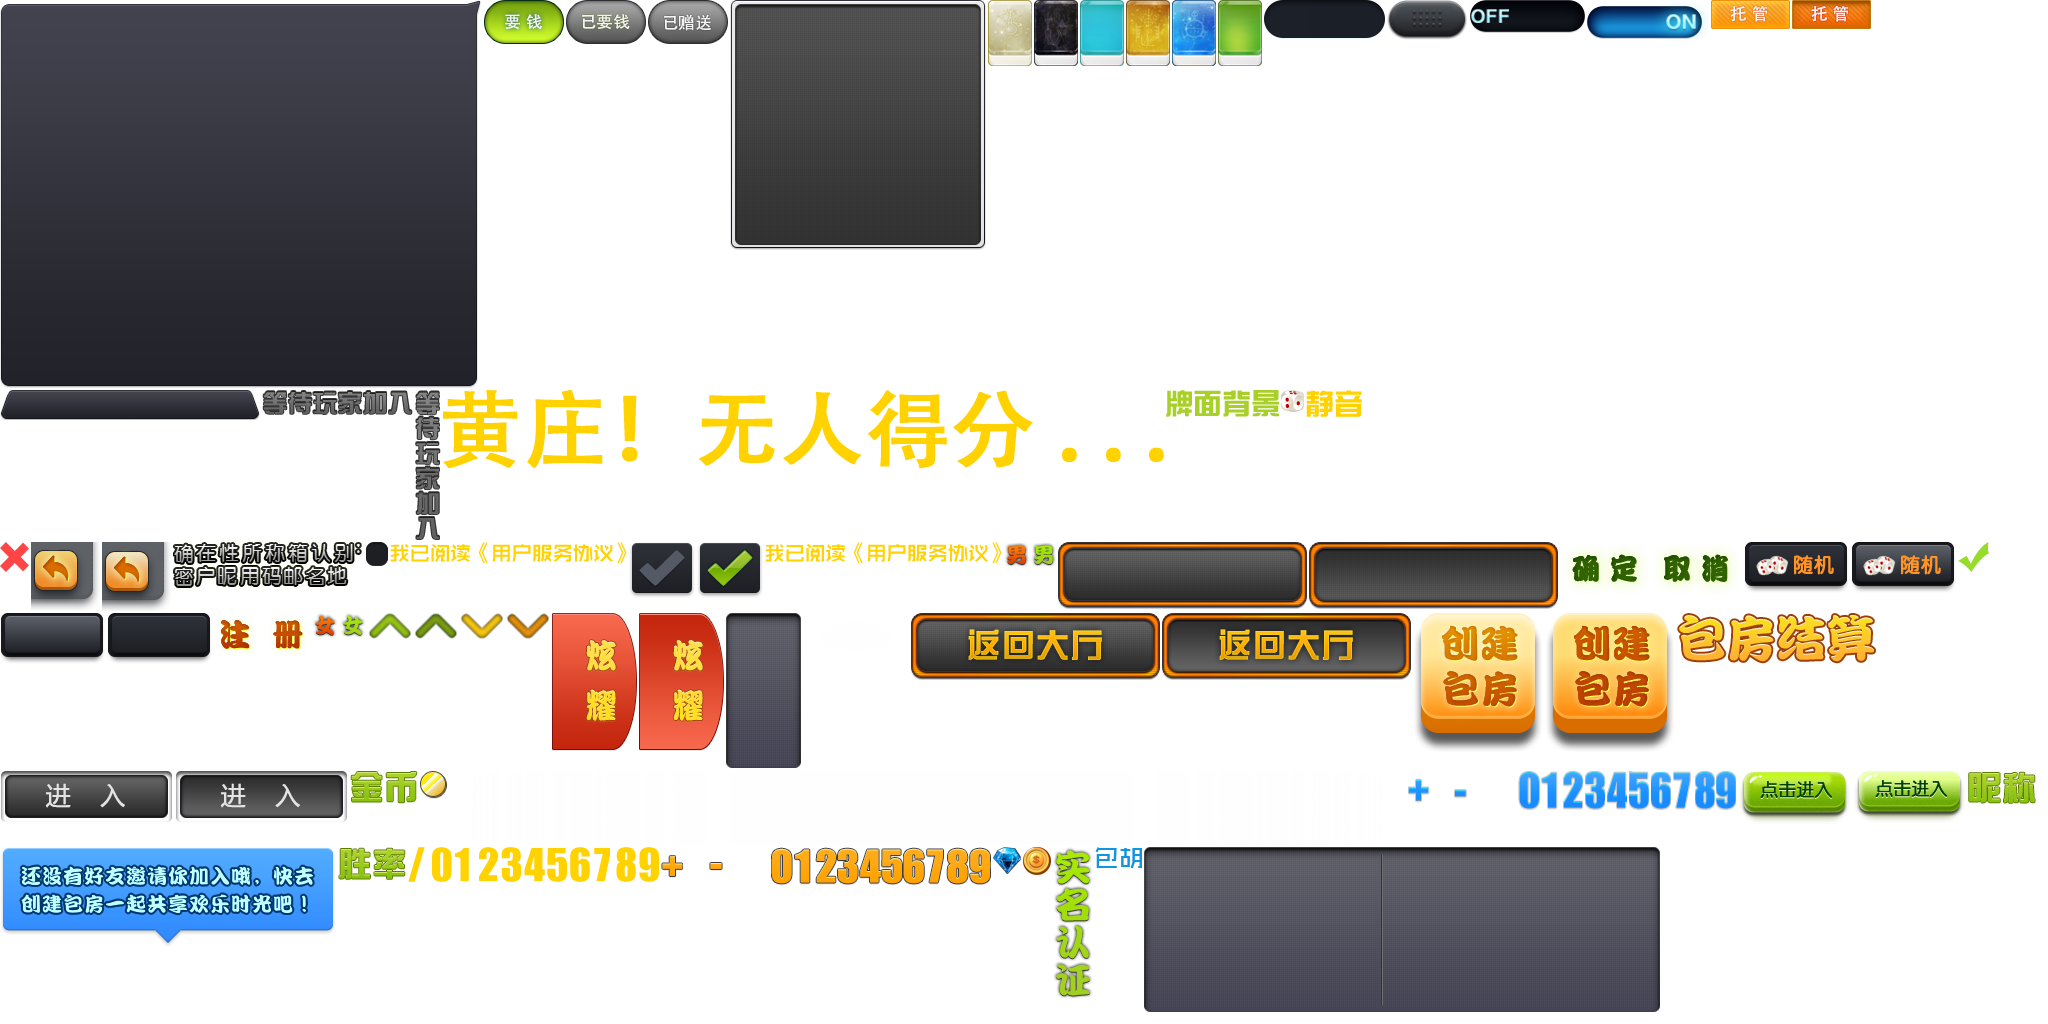 要 钱
已要钱
已赠送
OFF
ON
托 管
托 管
等待玩家加入
等待玩家加入
黄庄！无人得分...
牌面背景
静音
确在性所称箱认别:
密户昵用码邮名地
我已阅读《用户服务协议》
我已阅读《用户服务协议》
男
男
确 定
取 消
随机
随机
注 册
女
女
炫耀
炫耀
返回大厅
返回大厅
创建包房
创建包房
包房结算
进 入
进 入
金币
+ -
0123456789
点击进入
点击进入
昵称
还没有好友邀请你加入哦，快去
创建包房一起共享欢乐时光吧！
胜率
/0123456789
+ -
0123456789
实名认证
包胡